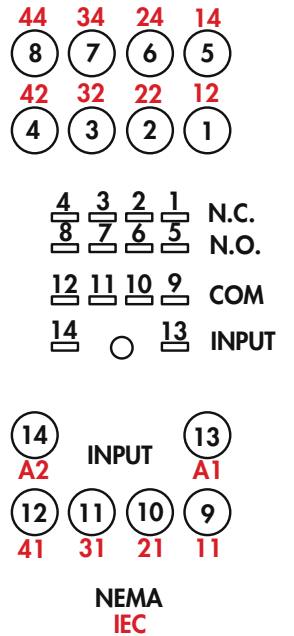 44 34 24 14
8 7 6 5
42 32 22 12
4 3 2 1
4 3 2 1 N.C.
8 7 6 5 N.O.
12 11 10 9 COM
14 13 INPUT
14 INPUT 13
A2 A1
12 11 10 9
41 31 21 11
NEMA
IEC